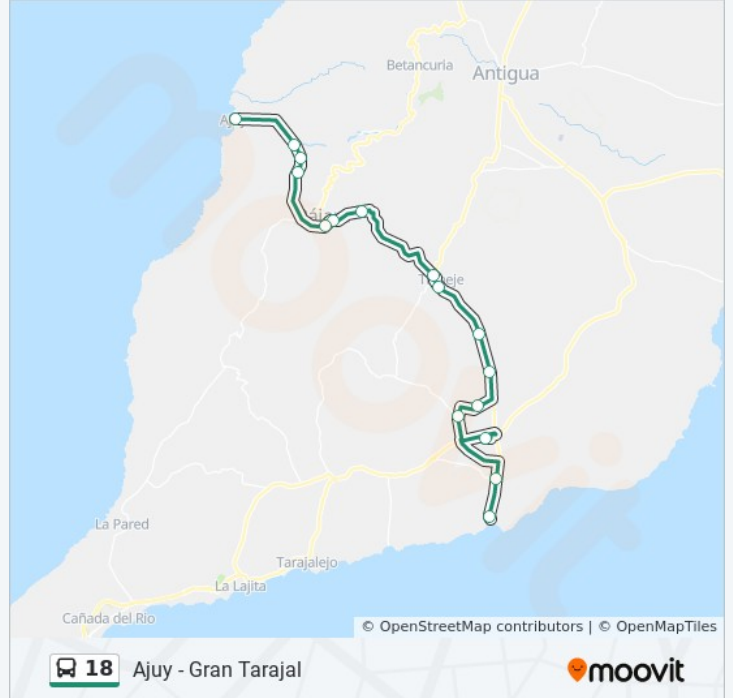 Betancuria
Antigua
La Pared
Tarajalejo
La Lajita
Cañada del Río
© OpenStreetMap contributors | © OpenMapTiles
18 Ajuy - Gran Tarajal
moovit